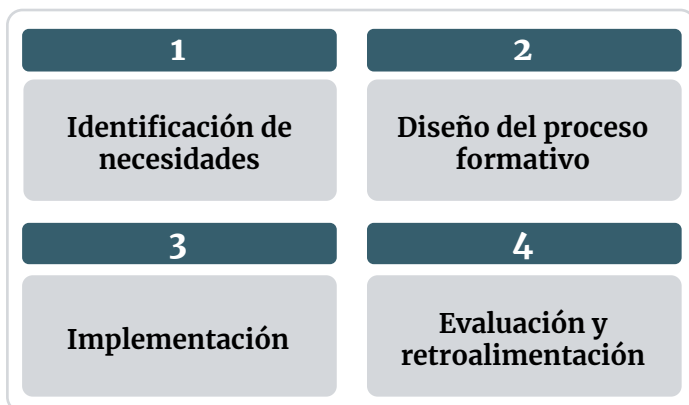 1
Identificación de
necesidades
2
Diseño del proceso
formativo
3
Implementación
4
Evaluación y
retroalimentación